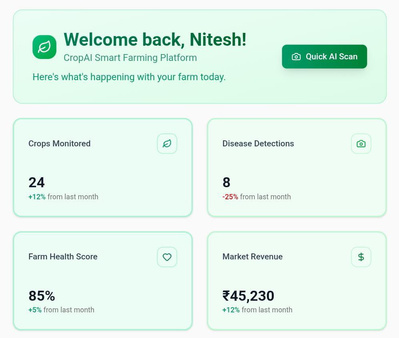 Welcome back, Nitesh!
CropAI Smart Farming Platform
Here's what's happening with your farm today.
Quick AI Scan
Crops Monitored
24
+12% from last month
Disease Detections
8
-25% from last month
Farm Health Score
85%
+5% from last month
Market Revenue
₹45,230
+12% from last month